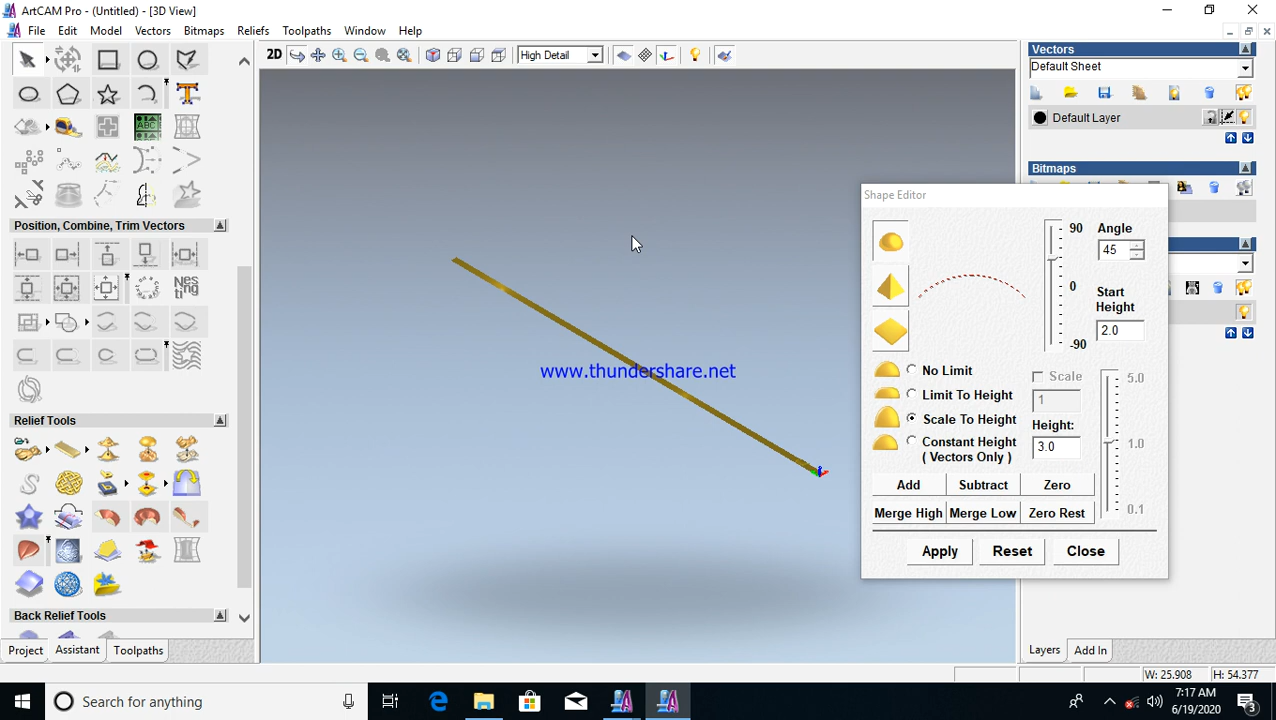 ArtCAM Pro - (Untitled) - [3D View]
File Edit Model Vectors Bitmaps Reliefs Toolpaths Window Help
2D High Detail
Position, Combine, Trim Vectors
Relief Tools
Back Relief Tools
Project Assistant Toolpaths
www.thundershare.net
Vectors
Default Sheet
Default Layer
Bitmaps
Shape Editor
90 Angle
45
0 Start
Height
2.0
-90
No Limit
Limit To Height
Scale To Height
Constant Height
( Vectors Only )
Scale
1
Height:
3.0
5.0
1.0
0.1
Add Subtract Zero
Merge High Merge Low Zero Rest
Apply Reset Close
Layers Add In
W: 25.908 H: 54.377
Search for anything
7:17 AM
6/19/2020
3